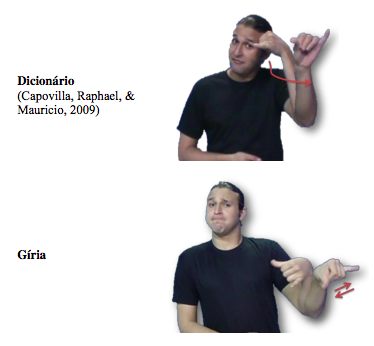 Dicionário
(Capovilla, Raphael, &
Mauricio, 2009)
Gíria